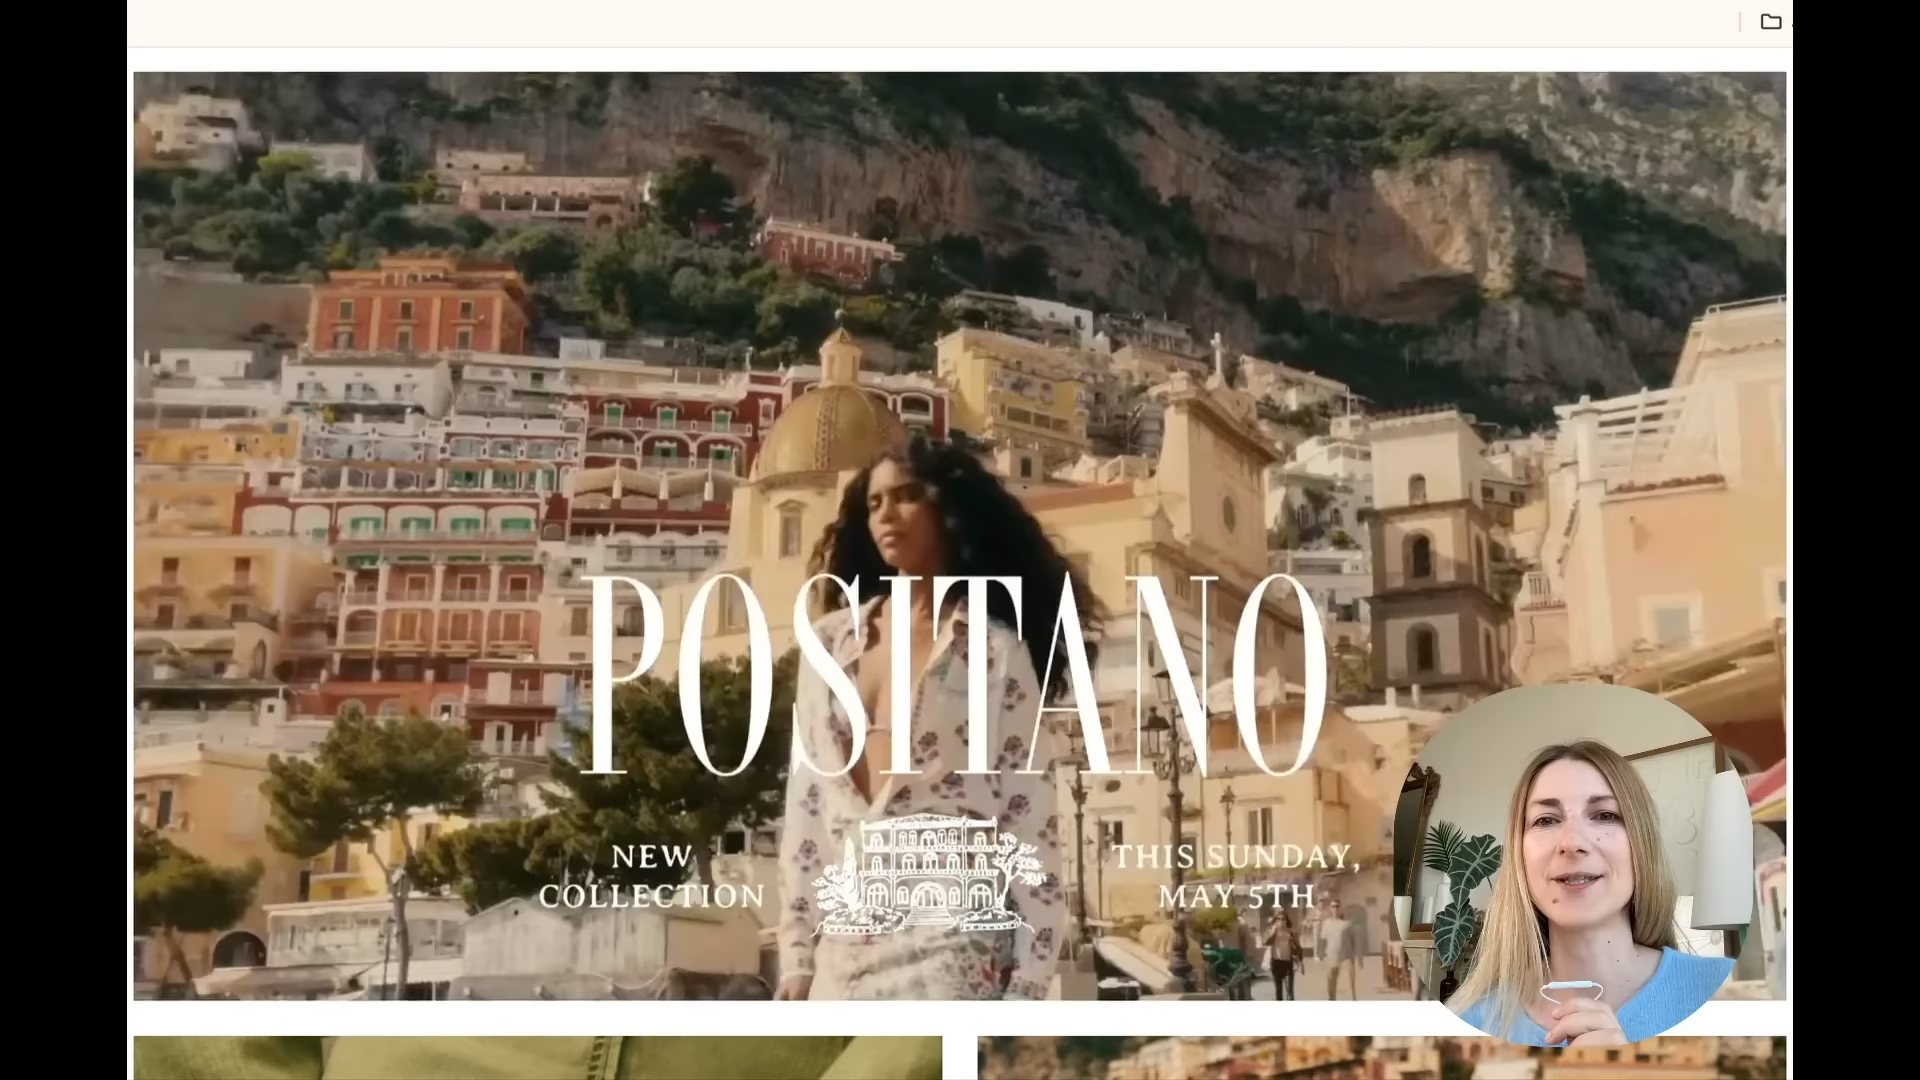 POSITANO
NEW
COLLECTION
THIS SUNDAY,
MAY 5TH